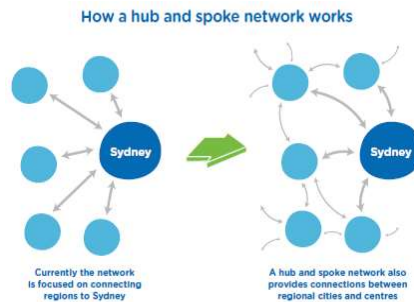 How a hub and spoke network works
Sydney
Sydney
Currently the network
is focused on connecting
regions to Sydney
A hub and spoke network also
provides connections between
regional cities and centres